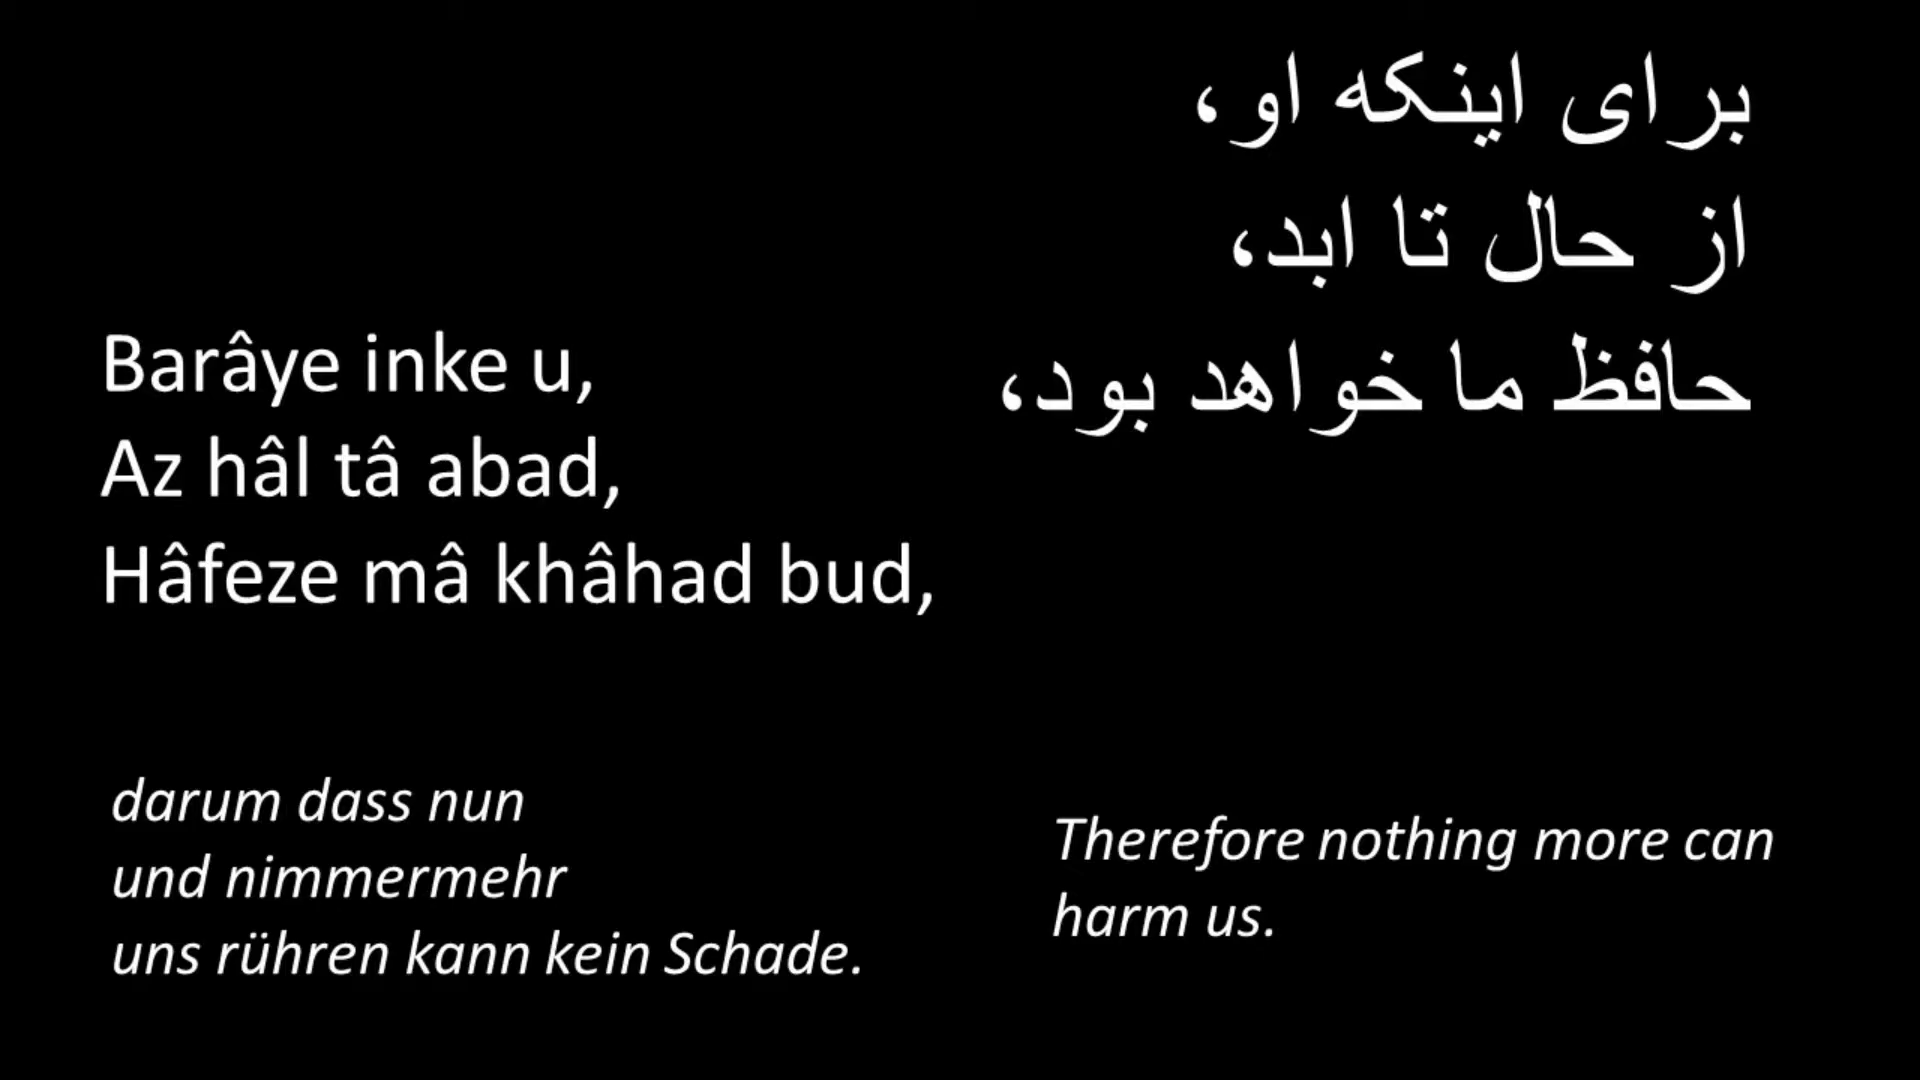 برای اینکه او،
از حال تا ابد،
حافظ ما خواهد بود،
Barâye inke u,
Az hâl tâ abad,
Hâfeze mâ khâhad bud,
darum dass nun
und nimmermehr
uns rühren kann kein Schade.
Therefore nothing more can
harm us.